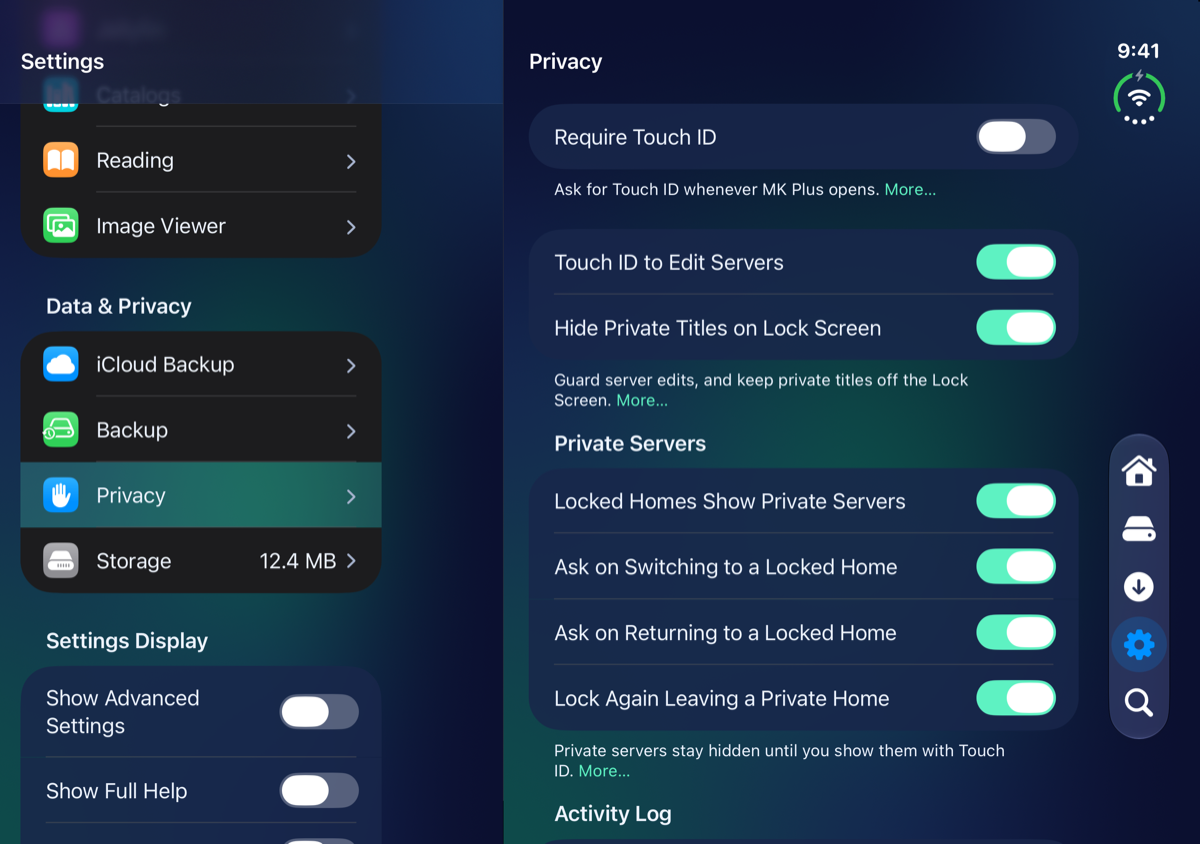 Settings
Catalogs
Reading
Image Viewer
Data & Privacy
iCloud Backup
Backup
Privacy
Storage 12.4 MB
Settings Display
Show Advanced
Settings
Show Full Help
Privacy
9:41
Require Touch ID
Ask for Touch ID whenever MK Plus opens. More...
Touch ID to Edit Servers
Hide Private Titles on Lock Screen
Guard server edits, and keep private titles off the Lock
Screen. More...
Private Servers
Locked Homes Show Private Servers
Ask on Switching to a Locked Home
Ask on Returning to a Locked Home
Lock Again Leaving a Private Home
Private servers stay hidden until you show them with Touch
ID. More...
Activity Log